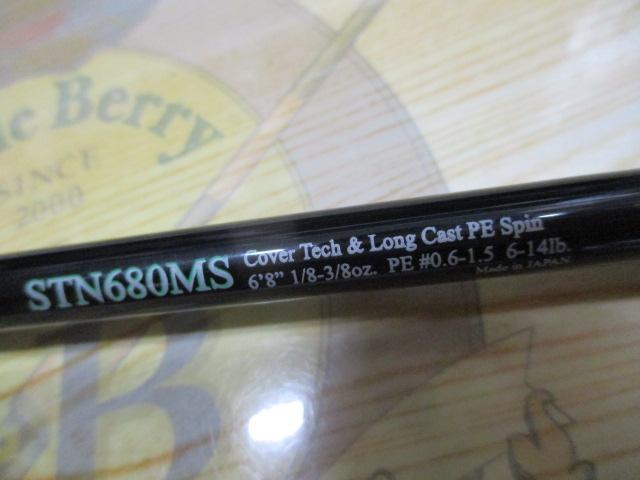 Berry
SINCE
2000
STN680MS
Cover Tech & Long Cast PE Spin
6'8" 1/8-3/8oz. PE #0.6-1.5 6-14lb.
Made in JAPAN
B